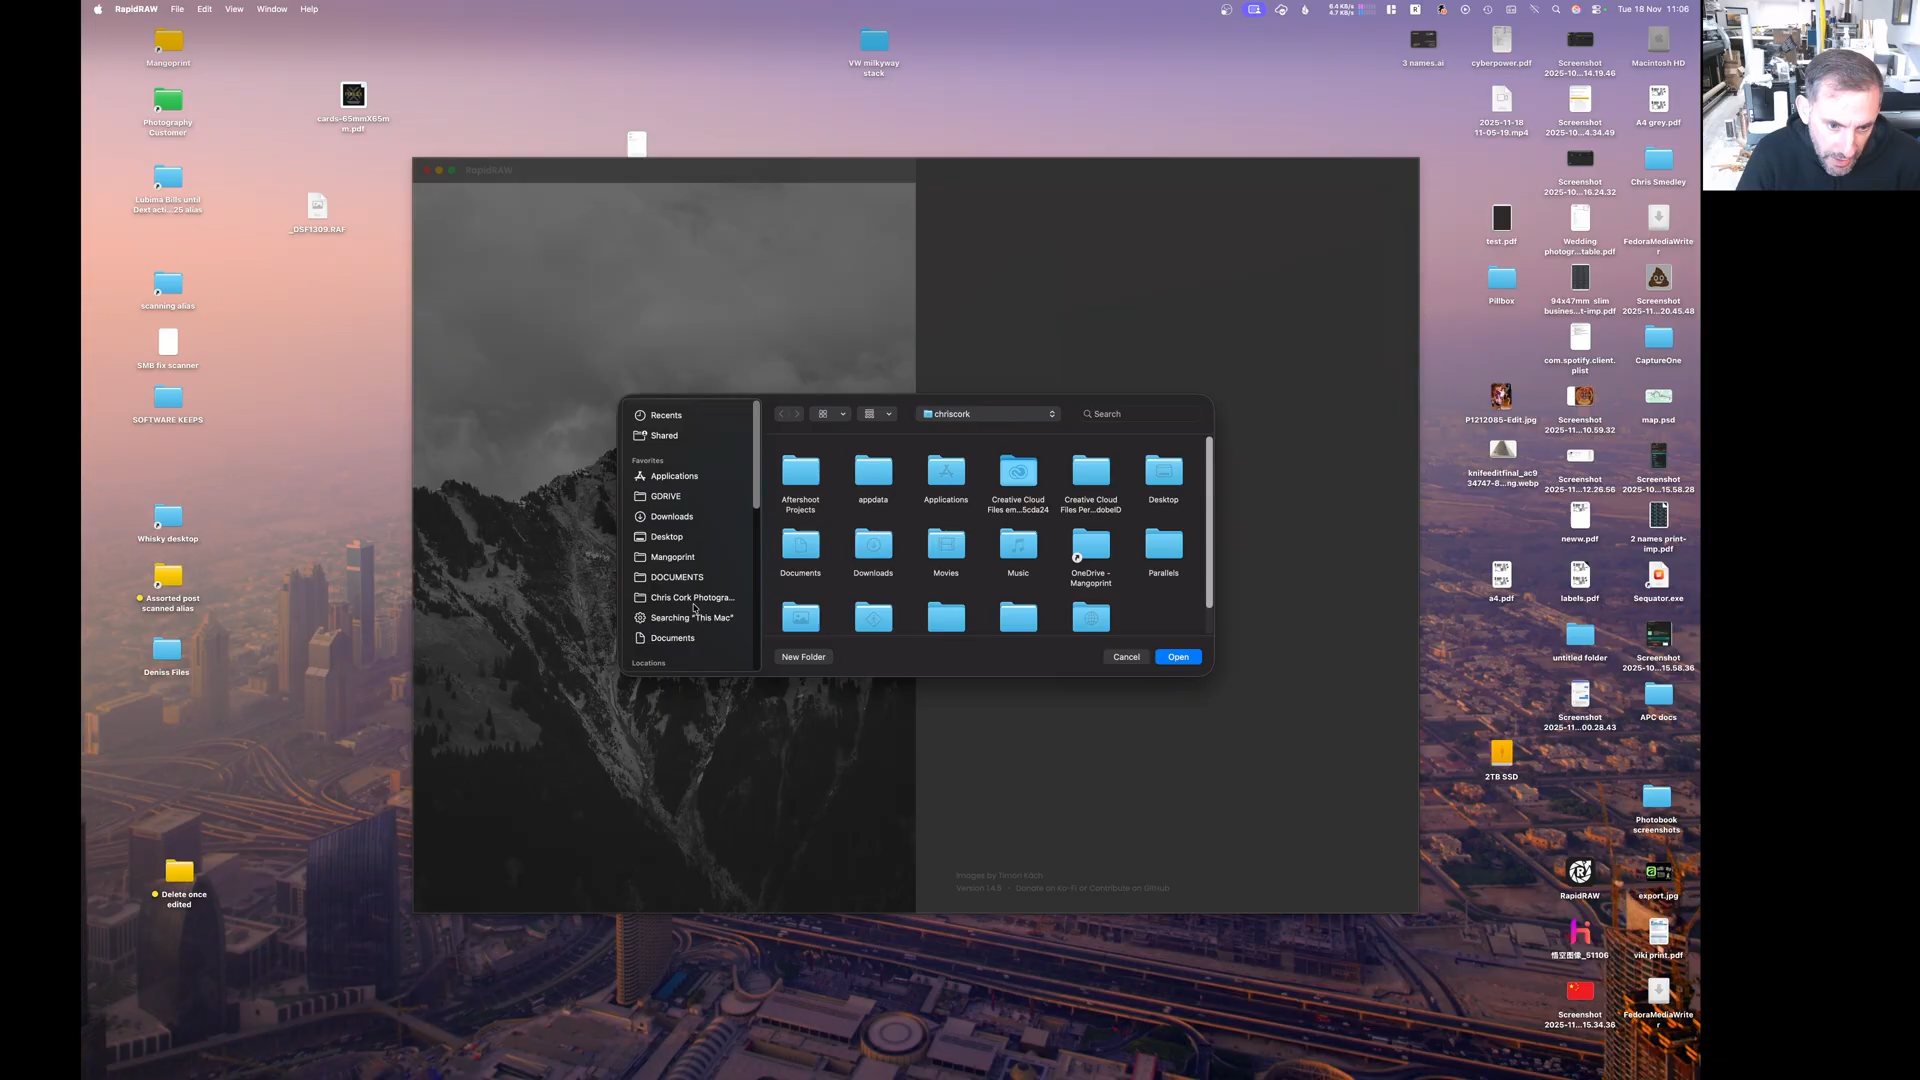 RapidRAW File Edit View Window Help
6.4 KB/s
4.7 KB/s
Tue 18 Nov 11:06
Mangoprint
Photography
Customer
Lubima Bills until
Dext acti... 25 alias
scanning alias
SMB fix scanner
SOFTWARE KEEPS
Whisky desktop
Assorted post
scanned alias
Deniss Files
Delete once
edited
cards-65mmX65m
m.pdf
_DSF1309.RAF
VW milkyway
stack
RapidRAW
Recents
Shared
Favorites
Applications
GDRIVE
Downloads
Desktop
Mangoprint
DOCUMENTS
Chris Cork Photogra...
Searching "This Mac"
Documents
Locations
chriscork
Search
Aftershoot
Projects
appdata
Applications
Creative Cloud
Files em...5cda24
Creative Cloud
Files Per...dobeID
Desktop
Documents
Downloads
Movies
Music
OneDrive -
Mangoprint
Parallels
New Folder
Cancel
Open
Images by Timon Käch
Version 1.4.5 • Donate on Ko-Fi or Contribute on GitHub
3 names.ai
cyberpower.pdf
Screenshot
2025-10...14.19.46
Macintosh HD
2025-11-18
11-05-19.mp4
Screenshot
2025-10...4.34.49
A4 grey.pdf
Screenshot
2025-10...16.24.32
Chris Smedley
test.pdf
Wedding
photogr...table.pdf
FedoraMediaWrite
r
Pillbox
94x47mm slim
busines...t-imp.pdf
Screenshot
2025-11...20.45.48
com.spotify.client.
plist
CaptureOne
P1212085-Edit.jpg
Screenshot
2025-11...10.59.32
map.psd
knifeeditfinal_ac9
34747-8...ng.webp
Screenshot
2025-11...12.26.56
Screenshot
2025-10...15.58.28
neww.pdf
2 names print-
imp.pdf
a4.pdf
labels.pdf
Sequator.exe
untitled folder
Screenshot
2025-10...15.58.36
Screenshot
2025-11...00.28.43
APC docs
2TB SSD
Photobook
screenshots
RapidRAW
export.jpg
悟空图像_51106
viki print.pdf
Screenshot
2025-11...15.34.36
FedoraMediaWrite
r